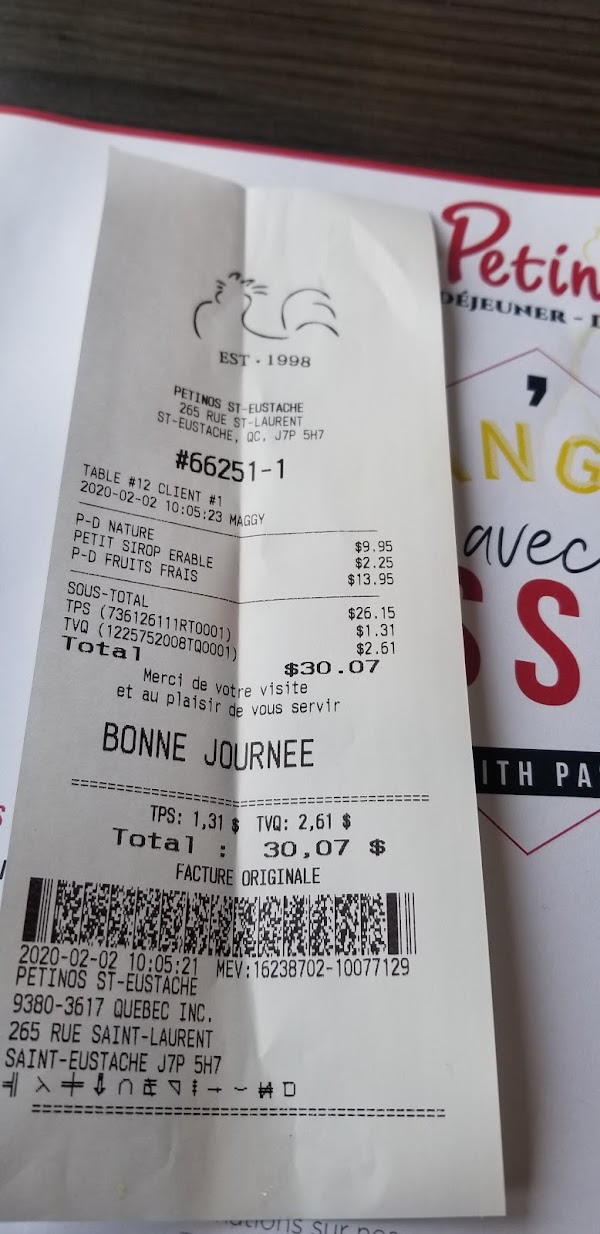 EST - 1998
PETINOS ST-EUSTACHE
265 RUE ST-LAURENT
ST-EUSTACHE, QC, J7P 5H7
#66251-1
TABLE #12 CLIENT #1
2020-02-02 10:05:23 MAGGY
P-D NATURE $9.95
PETIT SIROP ERABLE $2.25
P-D FRUITS FRAIS $13.95
SOUS-TOTAL $26.15
TPS (736126111RT0001) $1.31
TVQ (1225752008TQ0001) $2.61
Total $30.07
Merci de votre visite
et au plaisir de vous servir
BONNE JOURNEE
TPS: 1,31 $ TVQ: 2,61 $
Total : 30,07 $
FACTURE ORIGINALE
2020-02-02 10:05:21 MEV:16238702-10077129
PETINOS ST-EUSTACHE
9380-3617 QUEBEC INC.
265 RUE SAINT-LAURENT
SAINT-EUSTACHE J7P 5H7
Petin
DÉJEUNER -
NG
avec
SS
ITH PA